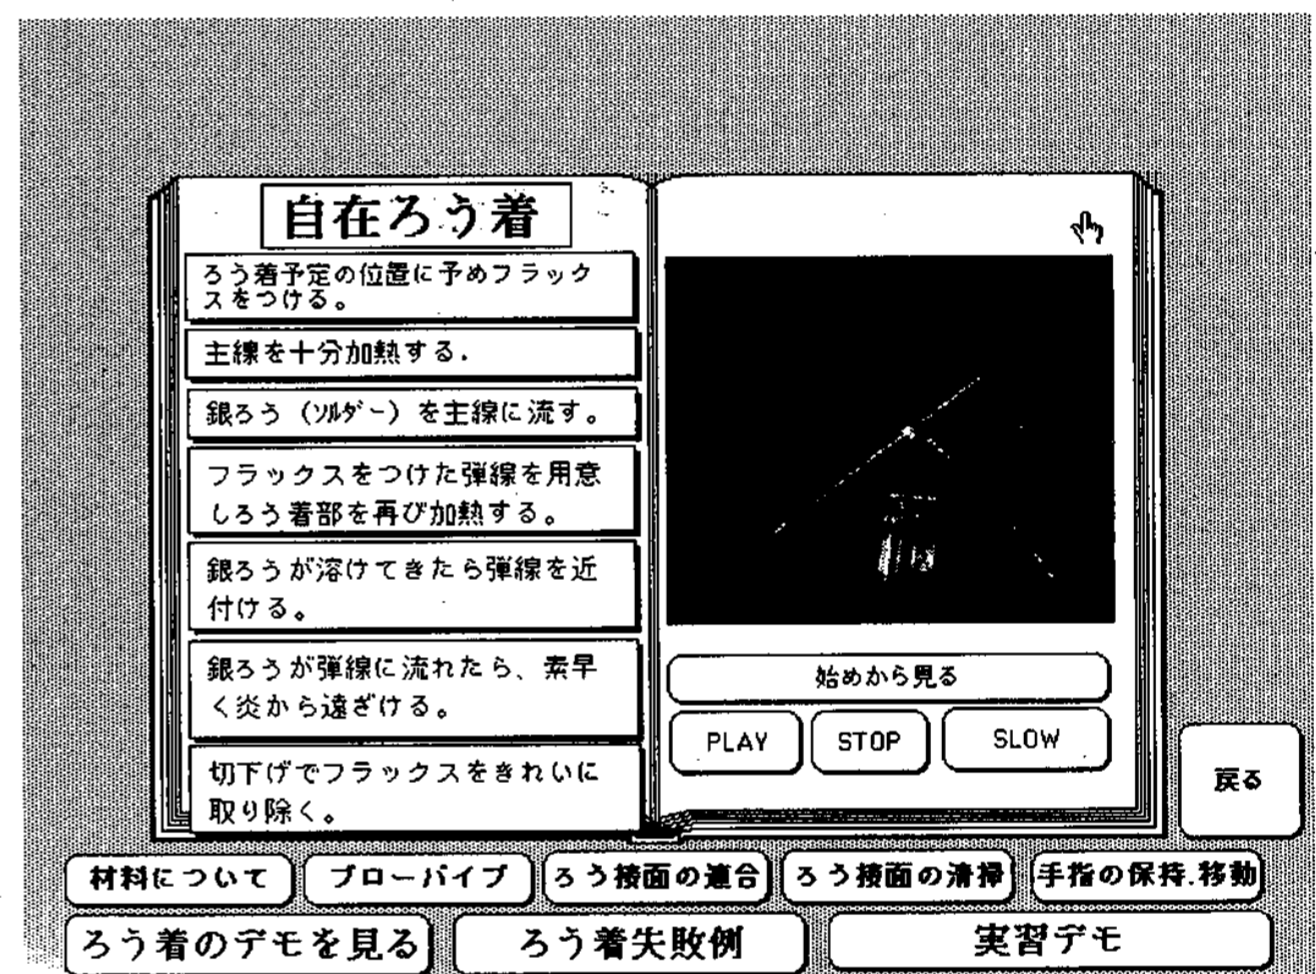 自在ろう着
ろう着予定の位置に予めフラック
スをつける。
主線を十分加熱する.
銀ろう（ｿﾙﾀﾞｰ）を主線に流す。
フラックスをつけた弾線を用意
しろう着部を再び加熱する。
銀ろうが溶けてきたら弾線を近
付ける。
銀ろうが弾線に流れたら、素早
く炎から遠ざける。
切下げでフラックスをきれいに
取り除く。
始めから見る
PLAY
STOP
SLOW
戻る
材料について
ブローパイプ
ろう接面の適合
ろう接面の清掃
手指の保持.移動
ろう着のデモを見る
ろう着失敗例
実習デモ